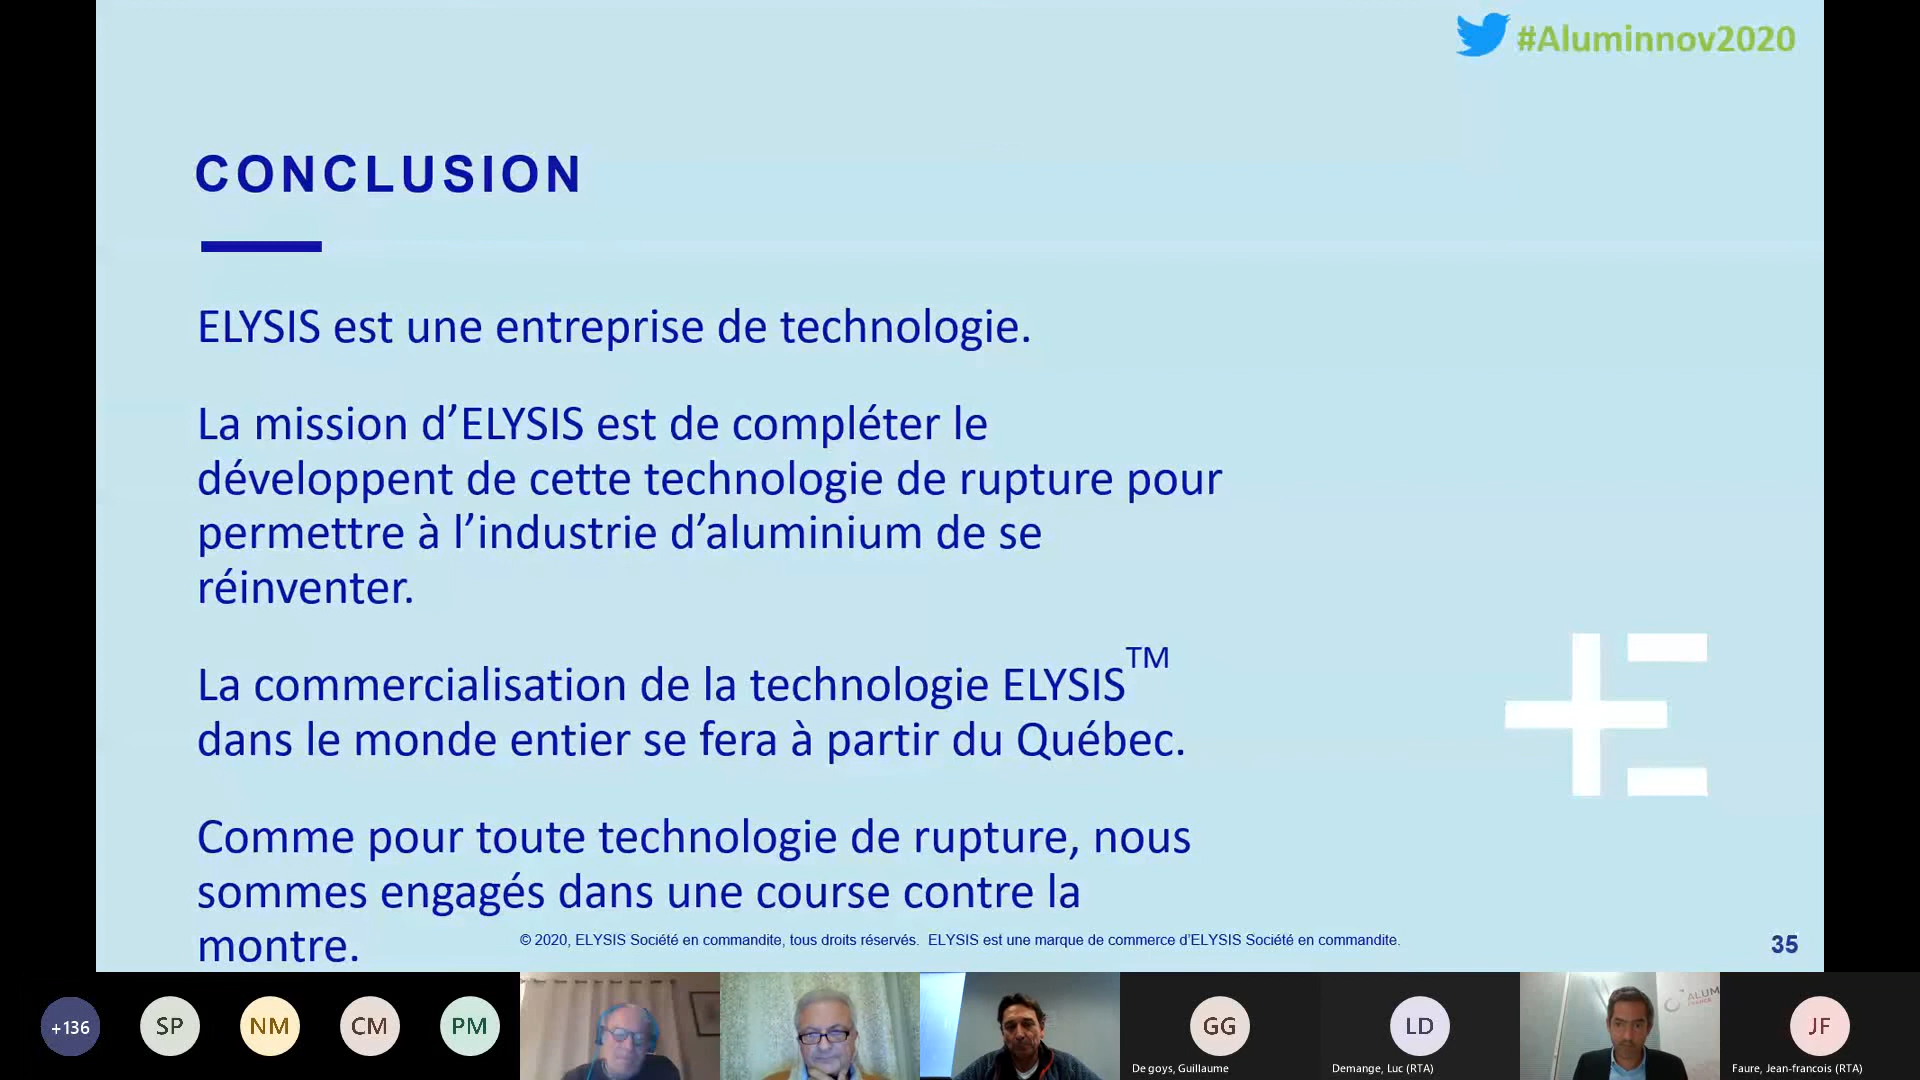 #Aluminnov2020
CONCLUSION
ELYSIS est une entreprise de technologie.
La mission d’ELYSIS est de compléter le
développent de cette technologie de rupture pour
permettre à l’industrie d’aluminium de se
réinventer.
La commercialisation de la technologie ELYSIS™
dans le monde entier se fera à partir du Québec.
Comme pour toute technologie de rupture, nous
sommes engagés dans une course contre la
montre.
© 2020, ELYSIS Société en commandite, tous droits réservés. ELYSIS est une marque de commerce d’ELYSIS Société en commandite.
35
+136
SP
NM
CM
PM
GG
De goys, Guillaume
LD
Demange, Luc (RTA)
ALUM
FRANCE
JF
Faure, Jean-francois (RTA)